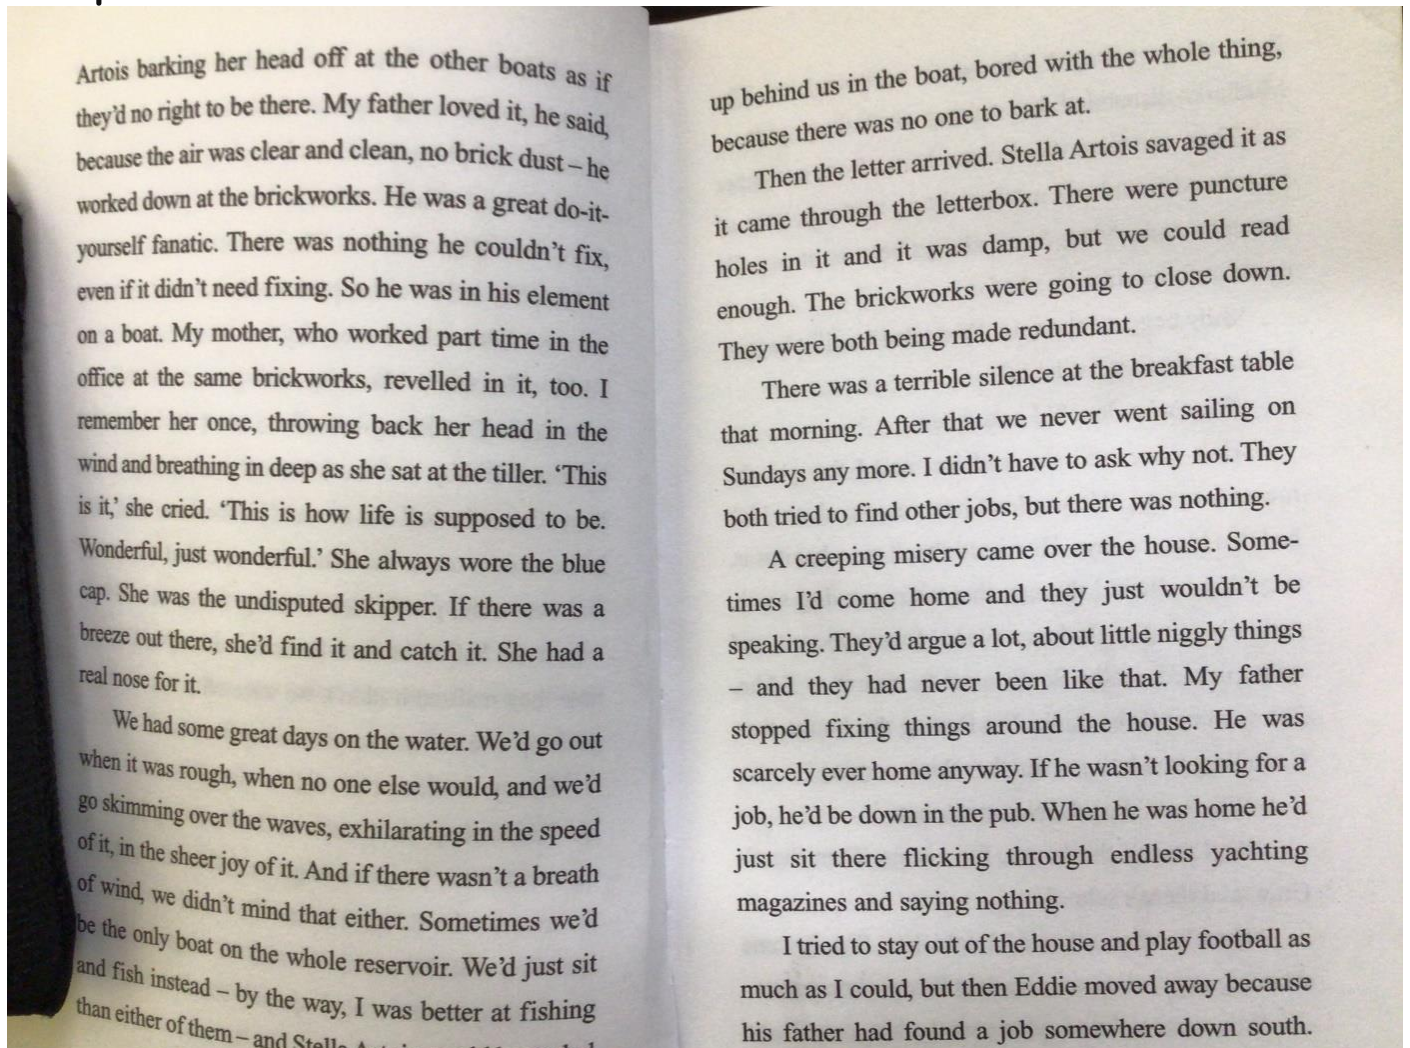 Artois barking her head off at the other boats as if
they'd no right to be there. My father loved it, he said,
because the air was clear and clean, no brick dust – he
worked down at the brickworks. He was a great do-it-
yourself fanatic. There was nothing he couldn't fix,
even if it didn't need fixing. So he was in his element
on a boat. My mother, who worked part time in the
office at the same brickworks, revelled in it, too. I
remember her once, throwing back her head in the
wind and breathing in deep as she sat at the tiller. ‘This
is it,’ she cried. ‘This is how life is supposed to be.
Wonderful, just wonderful.’ She always wore the blue
cap. She was the undisputed skipper. If there was a
breeze out there, she'd find it and catch it. She had a
real nose for it.
We had some great days on the water. We'd go out
when it was rough, when no one else would, and we'd
go skimming over the waves, exhilarating in the speed
of it, in the sheer joy of it. And if there wasn't a breath
of wind, we didn't mind that either. Sometimes we'd
be the only boat on the whole reservoir. We'd just sit
and fish instead – by the way, I was better at fishing
than either of them – and Stella
up behind us in the boat, bored with the whole thing,
because there was no one to bark at.
Then the letter arrived. Stella Artois savaged it as
it came through the letterbox. There were puncture
holes in it and it was damp, but we could read
enough. The brickworks were going to close down.
They were both being made redundant.
There was a terrible silence at the breakfast table
that morning. After that we never went sailing on
Sundays any more. I didn't have to ask why not. They
both tried to find other jobs, but there was nothing.
A creeping misery came over the house. Some-
times I'd come home and they just wouldn't be
speaking. They'd argue a lot, about little niggly things
– and they had never been like that. My father
stopped fixing things around the house. He was
scarcely ever home anyway. If he wasn't looking for a
job, he'd be down in the pub. When he was home he'd
just sit there flicking through endless yachting
magazines and saying nothing.
I tried to stay out of the house and play football as
much as I could, but then Eddie moved away because
his father had found a job somewhere down south.